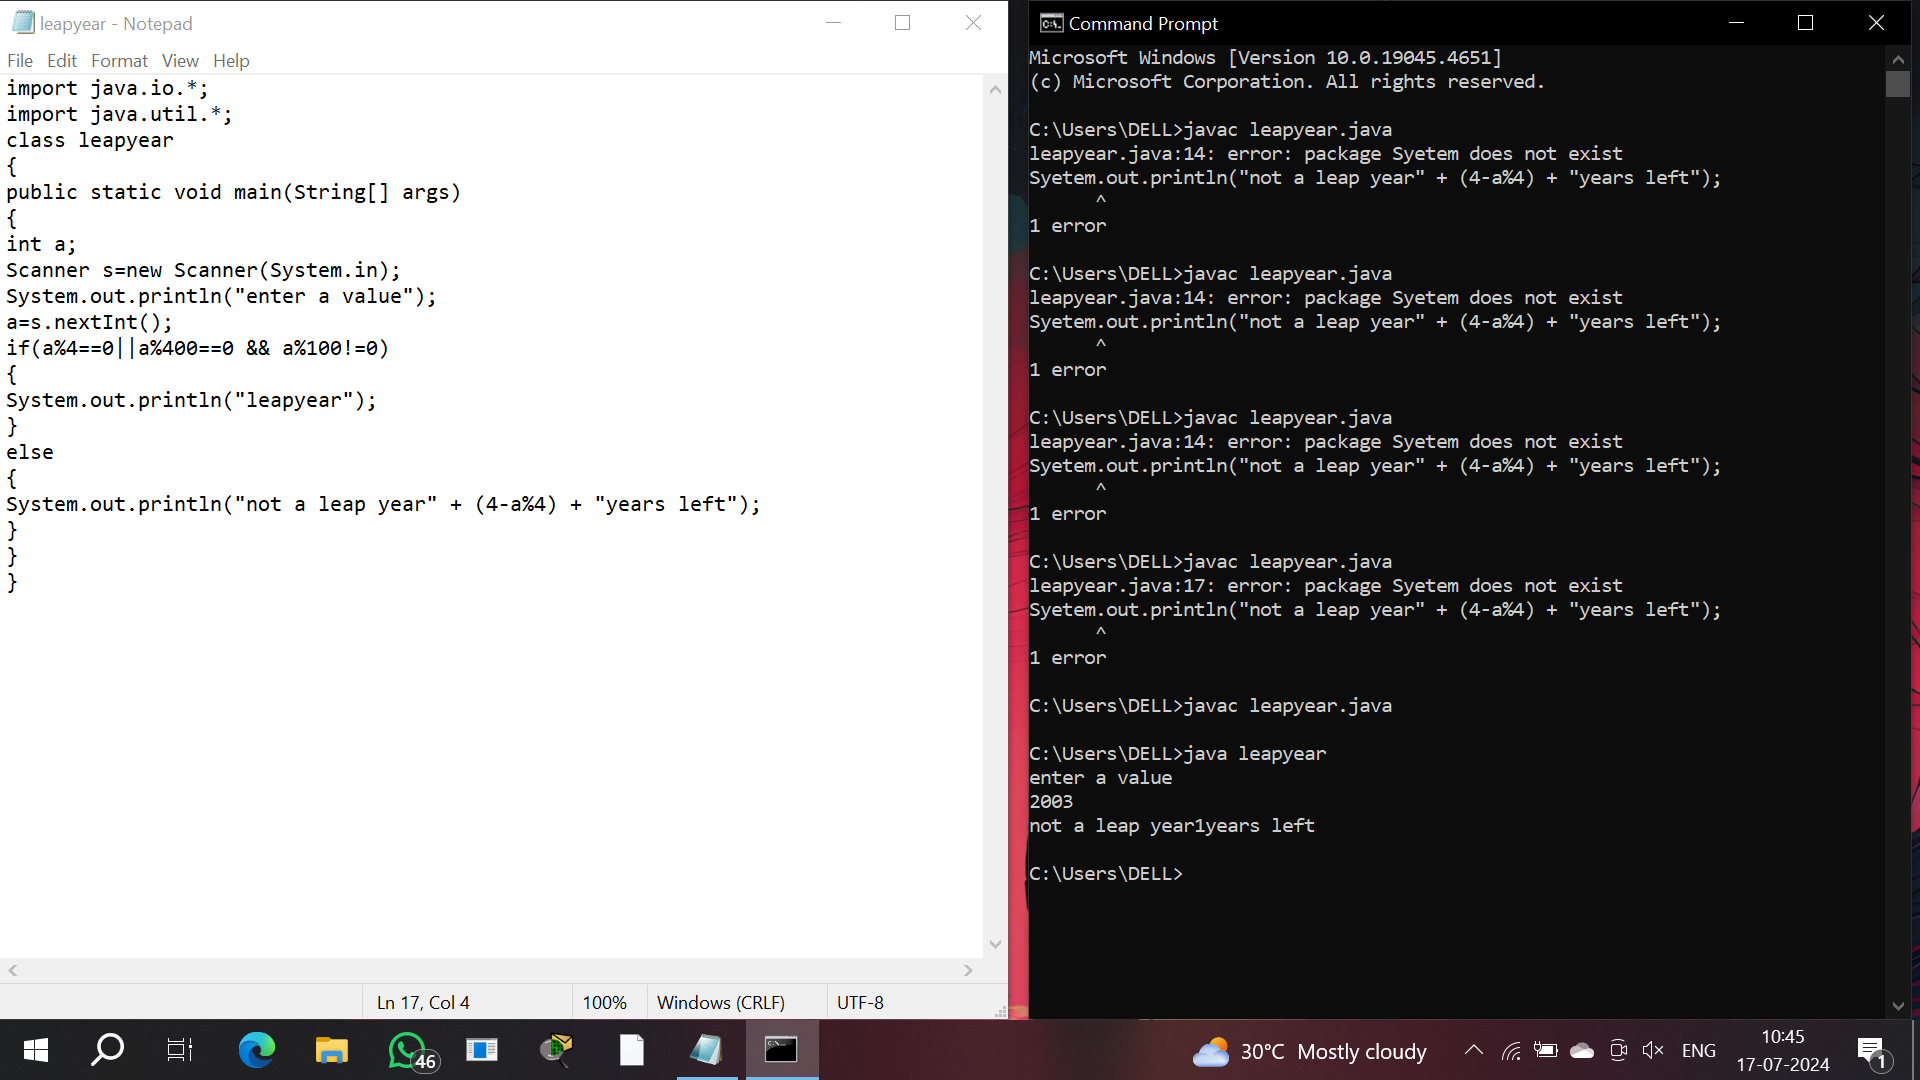 leapyear - Notepad
File Edit Format View Help
import java.io.*;
import java.util.*;
class leapyear
{
public static void main(String[] args)
{
int a;
Scanner s=new Scanner(System.in);
System.out.println("enter a value");
a=s.nextInt();
if(a%4==0||a%400==0 && a%100!=0)
{
System.out.println("leapyear");
}
else
{
System.out.println("not a leap year" + (4-a%4) + "years left");
}
}
}
Ln 17, Col 4 100% Windows (CRLF) UTF-8
Command Prompt
Microsoft Windows [Version 10.0.19045.4651]
(c) Microsoft Corporation. All rights reserved.
C:\Users\DELL>javac leapyear.java
leapyear.java:14: error: package Syetem does not exist
Syetem.out.println("not a leap year" + (4-a%4) + "years left");
^
1 error
C:\Users\DELL>javac leapyear.java
leapyear.java:14: error: package Syetem does not exist
Syetem.out.println("not a leap year" + (4-a%4) + "years left");
^
1 error
C:\Users\DELL>javac leapyear.java
leapyear.java:14: error: package Syetem does not exist
Syetem.out.println("not a leap year" + (4-a%4) + "years left");
^
1 error
C:\Users\DELL>javac leapyear.java
leapyear.java:17: error: package Syetem does not exist
Syetem.out.println("not a leap year" + (4-a%4) + "years left");
^
1 error
C:\Users\DELL>javac leapyear.java
C:\Users\DELL>java leapyear
enter a value
2003
not a leap year1years left
C:\Users\DELL>
46
30°C Mostly cloudy
ENG
10:45
17-07-2024
1